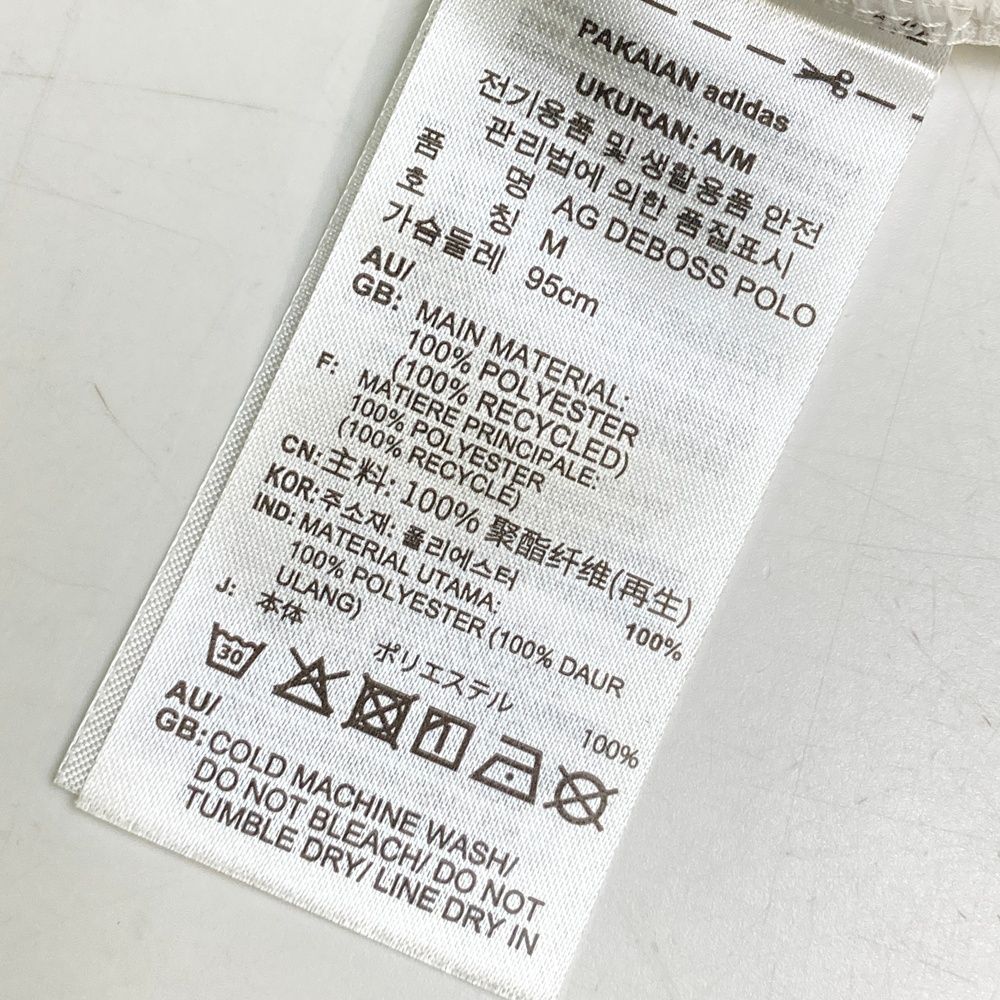 PAKAIAN adidas
UKURAN: A/M
전기용품 및 생활용품 안전
관리법에 의한 품질표시
품 명 AG DEBOSS POLO
호 칭 M
가슴둘레 95cm
AU/
GB: MAIN MATERIAL:
100% POLYESTER
(100% RECYCLED)
F: MATIERE PRINCIPALE:
100% POLYESTER
(100% RECYCLÉ)
CN: 主料: 100% 聚酯纤维(再生)
KOR: 주소재: 폴리에스터 100%
IND: MATERIAL UTAMA:
100% POLYESTER (100% DAUR
ULANG)
J: 本体
ポリエステル 100%
30
AU/
GB: COLD MACHINE WASH/
DO NOT BLEACH/ DO NOT
TUMBLE DRY/ LINE DRY IN